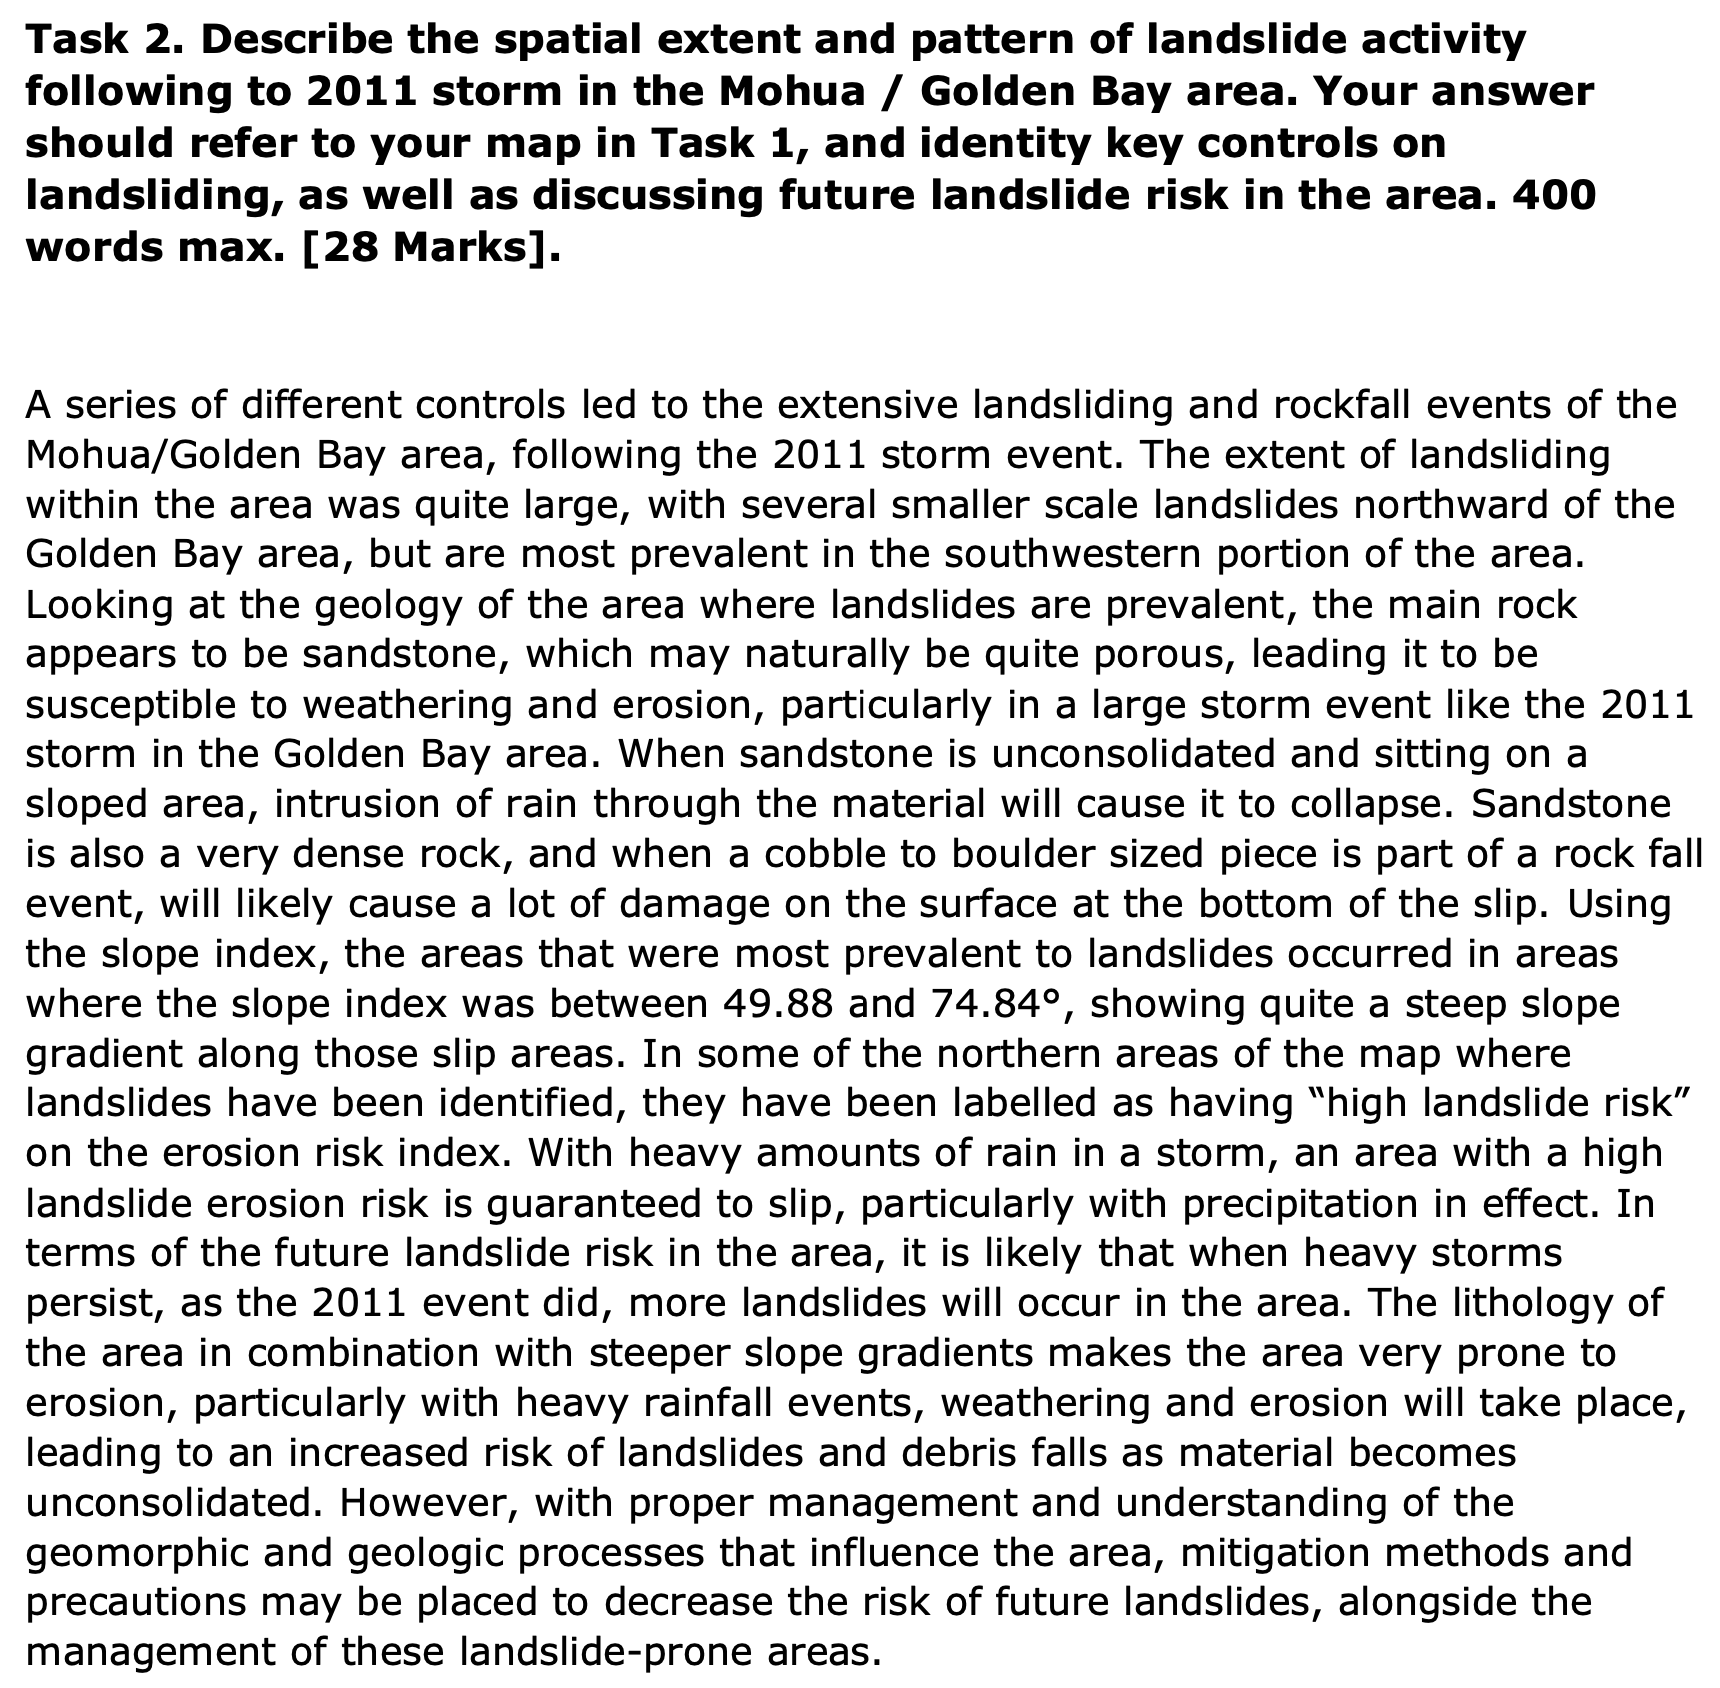 Task 2. Describe the spatial extent and pattern of landslide activity
following to 2011 storm in the Mohua / Golden Bay area. Your answer
should refer to your map in Task 1, and identity key controls on
landsliding, as well as discussing future landslide risk in the area. 400
words max. [28 Marks].
A series of different controls led to the extensive landsliding and rockfall events of the
Mohua/Golden Bay area, following the 2011 storm event. The extent of landsliding
within the area was quite large, with several smaller scale landslides northward of the
Golden Bay area, but are most prevalent in the southwestern portion of the area.
Looking at the geology of the area where landslides are prevalent, the main rock
appears to be sandstone, which may naturally be quite porous, leading it to be
susceptible to weathering and erosion, particularly in a large storm event like the 2011
storm in the Golden Bay area. When sandstone is unconsolidated and sitting on a
sloped area, intrusion of rain through the material will cause it to collapse. Sandstone
is also a very dense rock, and when a cobble to boulder sized piece is part of a rock fall
event, will likely cause a lot of damage on the surface at the bottom of the slip. Using
the slope index, the areas that were most prevalent to landslides occurred in areas
where the slope index was between 49.88 and 74.84°, showing quite a steep slope
gradient along those slip areas. In some of the northern areas of the map where
landslides have been identified, they have been labelled as having “high landslide risk”
on the erosion risk index. With heavy amounts of rain in a storm, an area with a high
landslide erosion risk is guaranteed to slip, particularly with precipitation in effect. In
terms of the future landslide risk in the area, it is likely that when heavy storms
persist, as the 2011 event did, more landslides will occur in the area. The lithology of
the area in combination with steeper slope gradients makes the area very prone to
erosion, particularly with heavy rainfall events, weathering and erosion will take place,
leading to an increased risk of landslides and debris falls as material becomes
unconsolidated. However, with proper management and understanding of the
geomorphic and geologic processes that influence the area, mitigation methods and
precautions may be placed to decrease the risk of future landslides, alongside the
management of these landslide-prone areas.